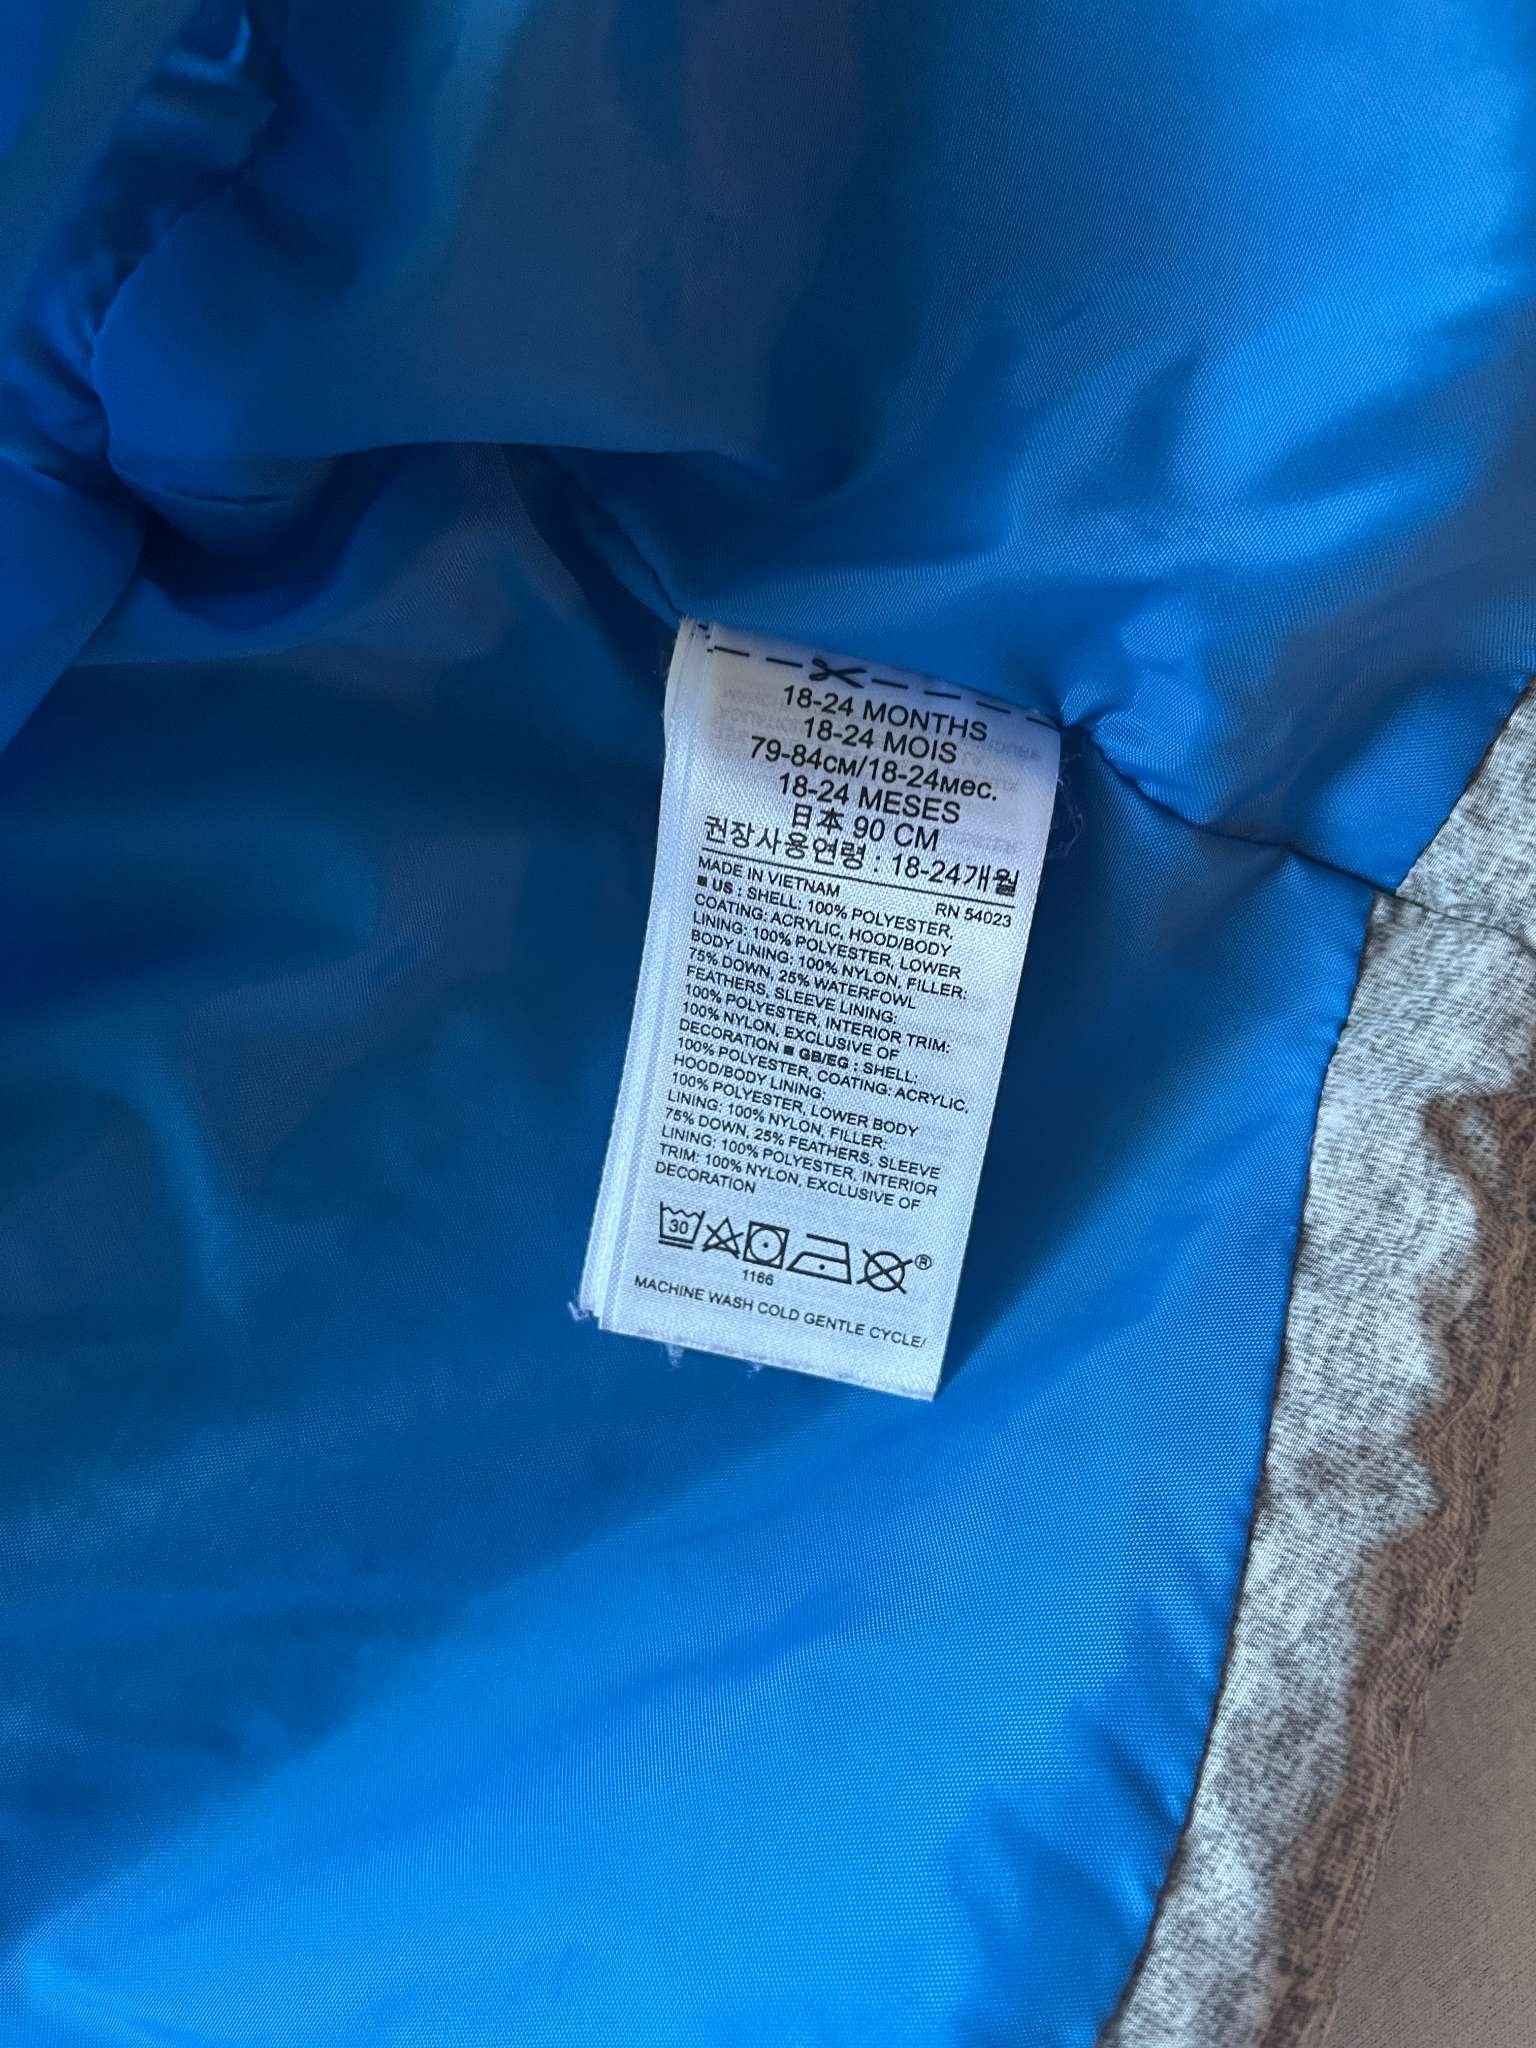 18-24 MONTHS
18-24 MOIS
79-84см/18-24мес.
18-24 MESES
日本 90 CM
권장사용연령 : 18-24개월
MADE IN VIETNAM
RN 54023
■ US : SHELL: 100% POLYESTER,
COATING: ACRYLIC, HOOD/BODY
LINING: 100% POLYESTER, LOWER
BODY LINING: 100% NYLON, FILLER:
75% DOWN, 25% WATERFOWL
FEATHERS, SLEEVE LINING:
100% POLYESTER, INTERIOR TRIM:
100% NYLON, EXCLUSIVE OF
DECORATION ■ GB/EG : SHELL:
100% POLYESTER, COATING: ACRYLIC,
HOOD/BODY LINING:
100% POLYESTER, LOWER BODY
LINING: 100% NYLON, FILLER:
75% DOWN, 25% FEATHERS, SLEEVE
LINING: 100% POLYESTER, INTERIOR
TRIM: 100% NYLON, EXCLUSIVE OF
DECORATION
30
®
1166
MACHINE WASH COLD GENTLE CYCLE/